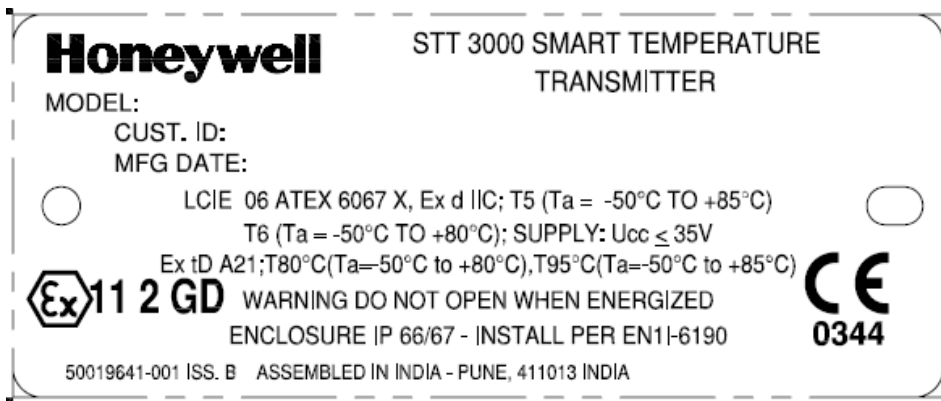 Honeywell
STT 3000 SMART TEMPERATURE
TRANSMITTER
MODEL:
CUST. ID:
MFG DATE:
LCIE 06 ATEX 6067 X, Ex d IIC; T5 (Ta = -50°C TO +85°C)
T6 (Ta = -50°C TO +80°C); SUPPLY: Ucc ≤ 35V
Ex tD A21;T80°C(Ta=-50°C to +80°C),T95°C(Ta=-50°C to +85°C)
Ex 11 2 GD
WARNING DO NOT OPEN WHEN ENERGIZED
CE
ENCLOSURE IP 66/67 - INSTALL PER EN1I-6190
0344
50019641-001 ISS. B ASSEMBLED IN INDIA - PUNE, 411013 INDIA